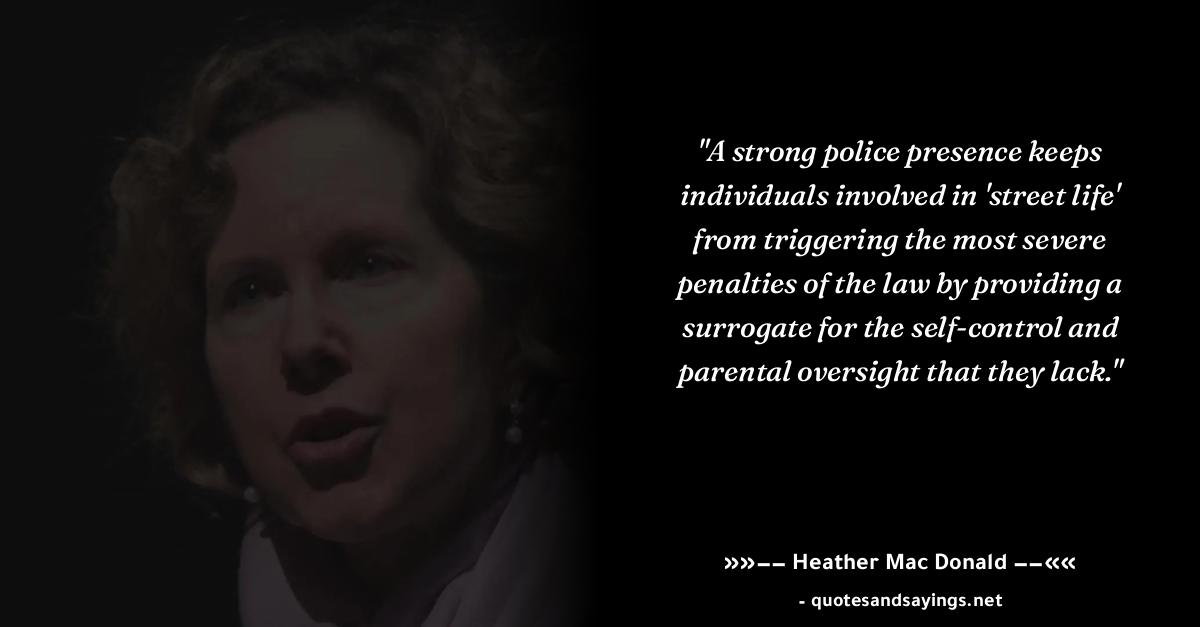 "A strong police presence keeps
individuals involved in 'street life'
from triggering the most severe
penalties of the law by providing a
surrogate for the self-control and
parental oversight that they lack."
»»-- Heather Mac Donald --««
- quotesandsayings.net